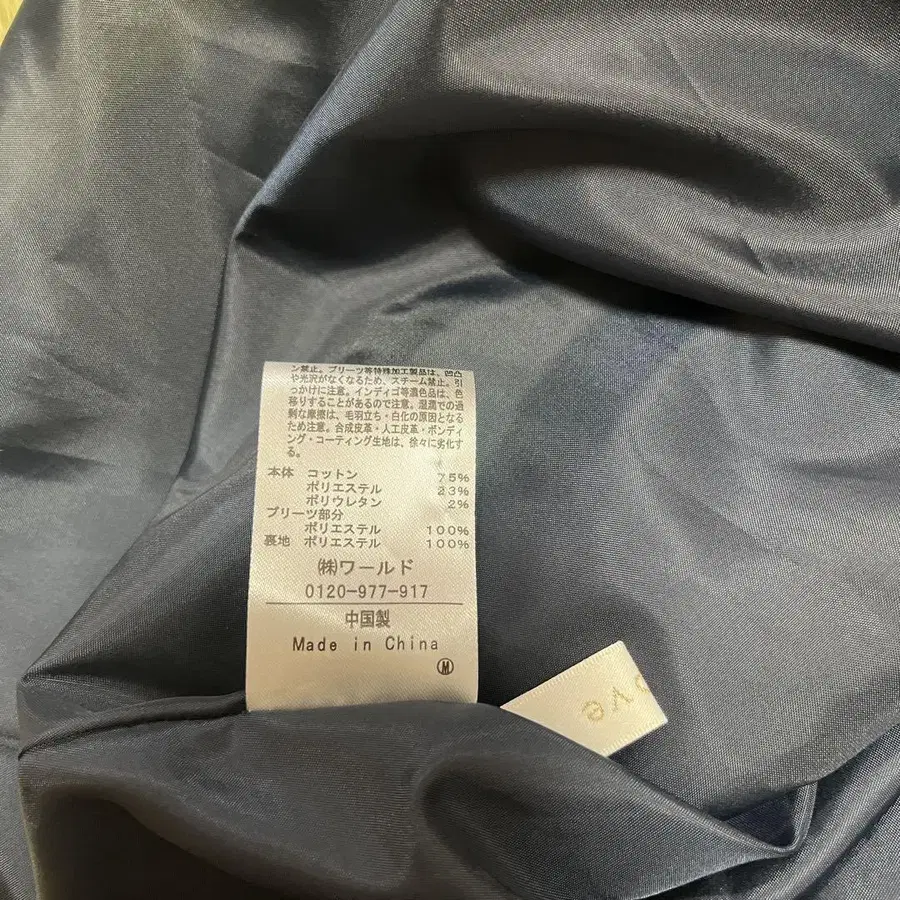 ン禁止。プリーツ等特殊加工製品は、凹凸
や光沢がなくなるため、スチーム禁止。引
っかけに注意。インディゴ等濃色品は、色
移りすることがあるので注意。湿潤での過
剰な摩擦は、毛羽立ち・白化の原因となる
ため注意。合成皮革・人工皮革・ボンディ
ング・コーティング生地は、徐々に劣化す
る。
本体 コットン 75%
ポリエステル 23%
ポリウレタン 2%
プリーツ部分
ポリエステル 100%
裏地 ポリエステル 100%
㈱ワールド
0120-977-917
中国製
Made in China
Ⓜ